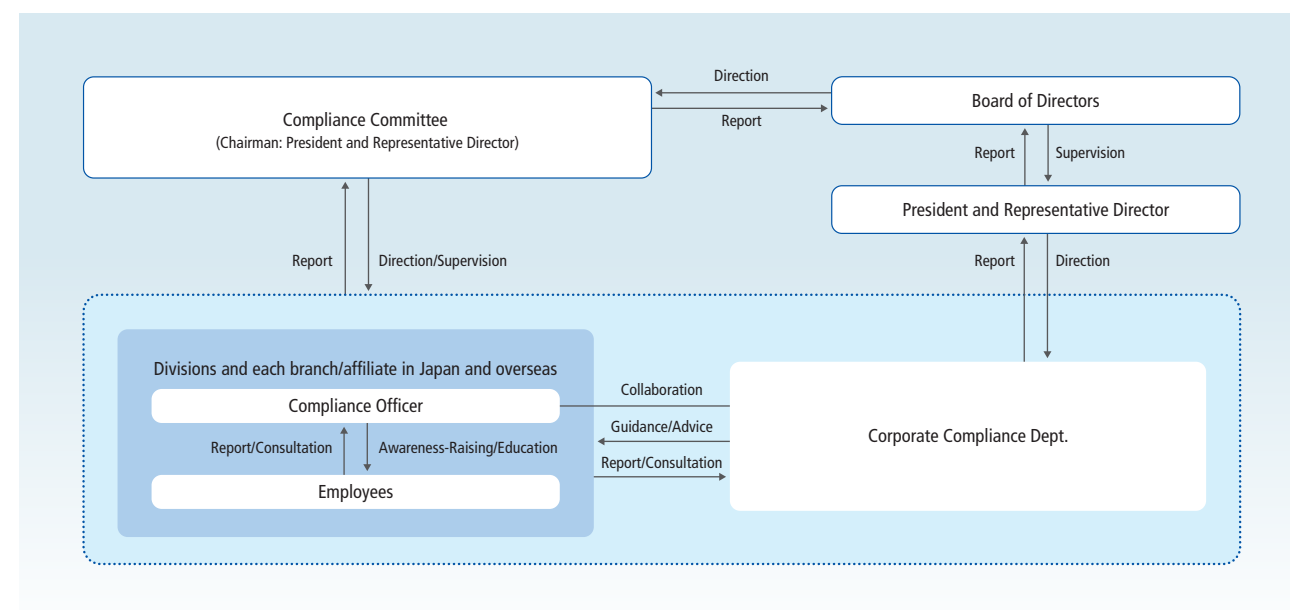 Direction
Compliance Committee
(Chairman: President and Representative Director)
Board of Directors
Report
Report
Supervision
President and Representative Director
Report
Direction/Supervision
Report
Direction
Divisions and each branch/affiliate in Japan and overseas
Compliance Officer
Collaboration
Guidance/Advice
Report/Consultation
Awareness-Raising/Education
Report/Consultation
Employees
Corporate Compliance Dept.